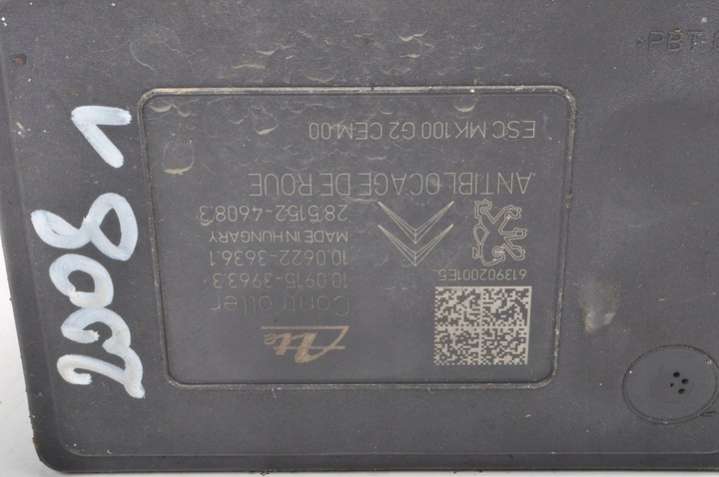 Ate
Controller
10.0915-3963.3
10.0622-3636.1
MADE IN HUNGARY
28.5152-4608.3
613902001E5
ANTIBLOCAGE DE ROUE
ESC MK100 G2 CEM 00